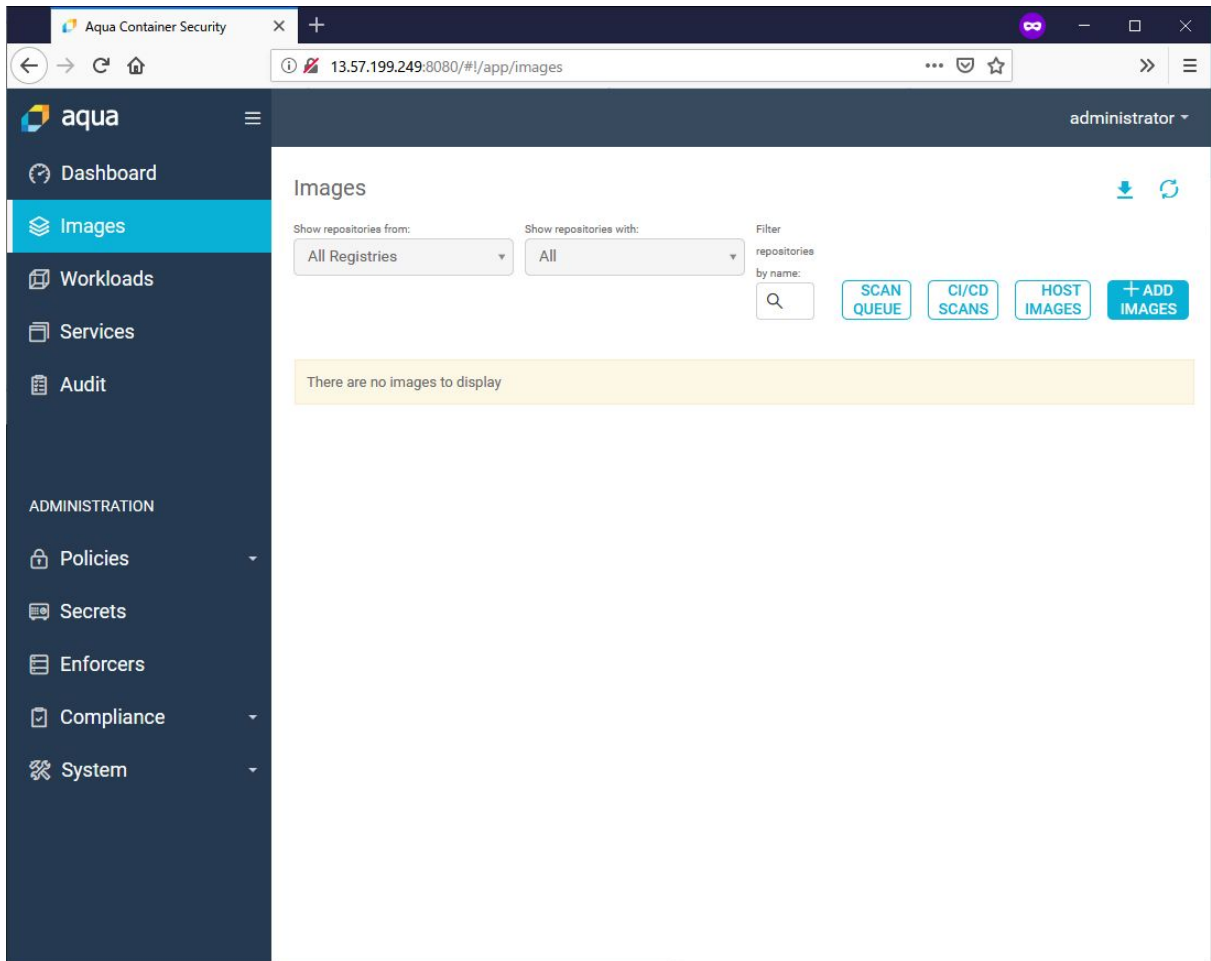 Aqua Container Security
13.57.199.249:8080/#!/app/images
aqua
administrator
Dashboard
Images
Workloads
Services
Audit
ADMINISTRATION
Policies
Secrets
Enforcers
Compliance
System
Images
Show repositories from:
All Registries
Show repositories with:
All
Filter
repositories
by name:
SCAN
QUEUE
CI/CD
SCANS
HOST
IMAGES
+ ADD
IMAGES
There are no images to display